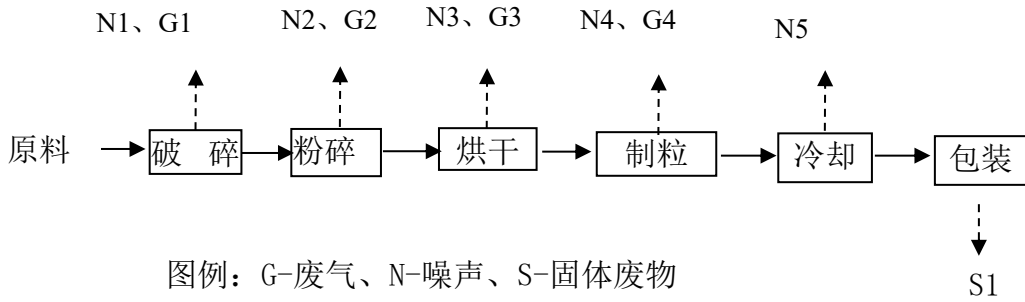 N1、G1 N2、G2 N3、G3 N4、G4 N5
原料 破 碎 粉碎 烘干 制粒 冷却 包装
图例：G-废气、N-噪声、S-固体废物 S1